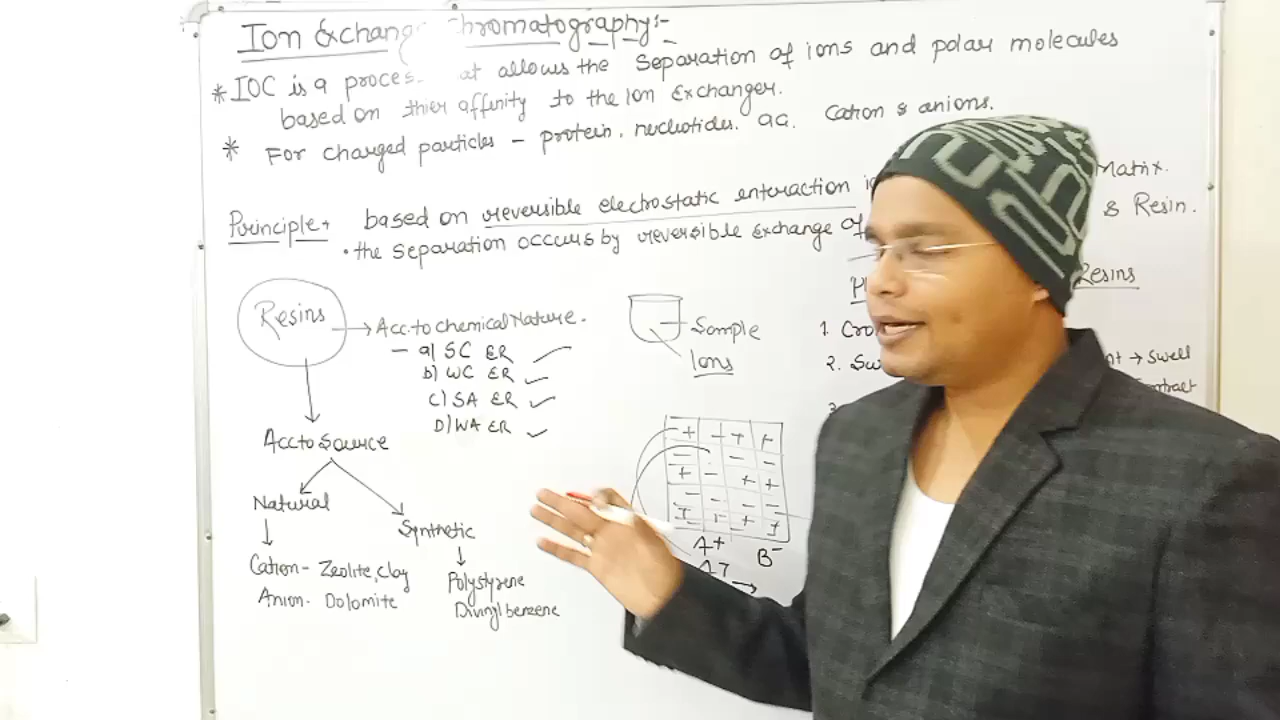 Ion Exchang Chromatography:-
* IOC is a proces at allows the Separation of ions and polar molecules
based on thier affinity to the Ion Exchanger.
* For charged particles - protein, nucleotides. aa. Cation & anions.
Principle → based on reversible electrostatic enteraction Matrix.
• the separation occurs by reversible Exchange of & Resin.
Resins
Resins → Acc. to chemical Nature.
- a) SC ER
b) WC ER
C) SA ER
D) WA ER
Sample
Ions
1. Cro
2. Sw → Swell
Acc to Source
Natural
Synthetic
Cation - Zeolite, Clay
Anion - Dolomite
Polystyrene
Divinyl benzene
A+ B-